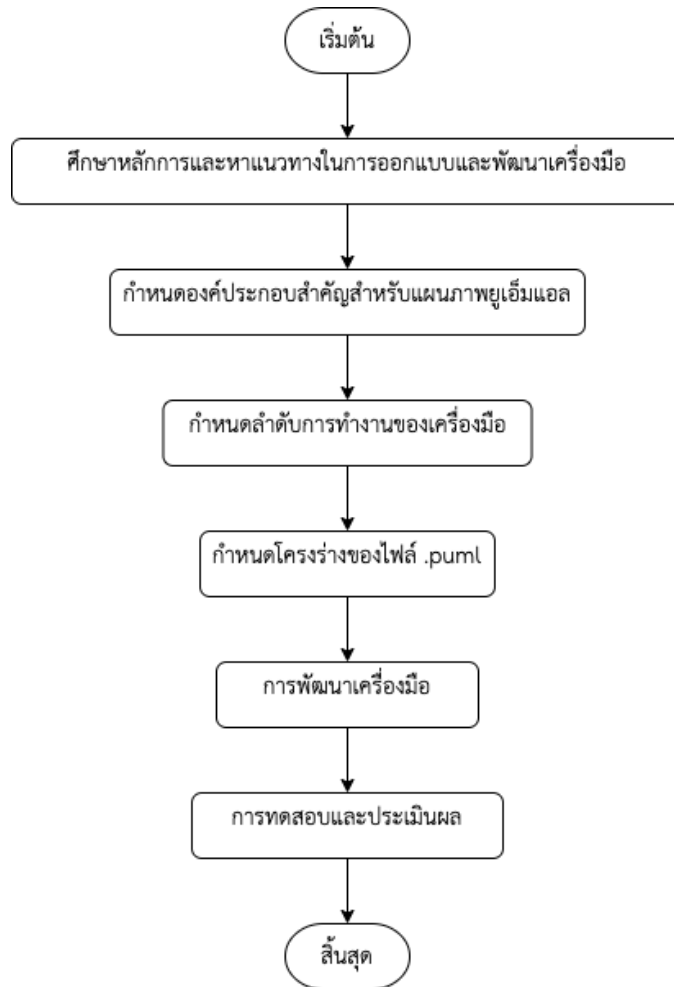 เริ่มต้น
ศึกษาหลักการและหาแนวทางในการออกแบบและพัฒนาเครื่องมือ
กำหนดองค์ประกอบสำคัญสำหรับแผนภาพยูเอ็มแอล
กำหนดลำดับการทำงานของเครื่องมือ
กำหนดโครงร่างของไฟล์ .puml
การพัฒนาเครื่องมือ
การทดสอบและประเมินผล
สิ้นสุด